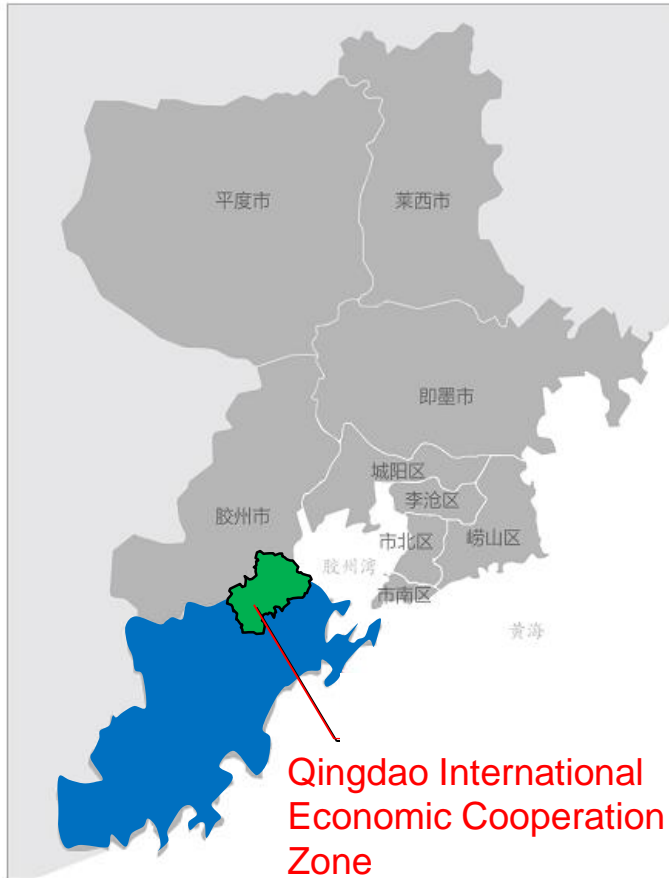 平度市
莱西市
即墨市
城阳区
李沧区
胶州市
市北区
崂山区
胶州湾
市南区
黄海
Qingdao International
Economic Cooperation
Zone